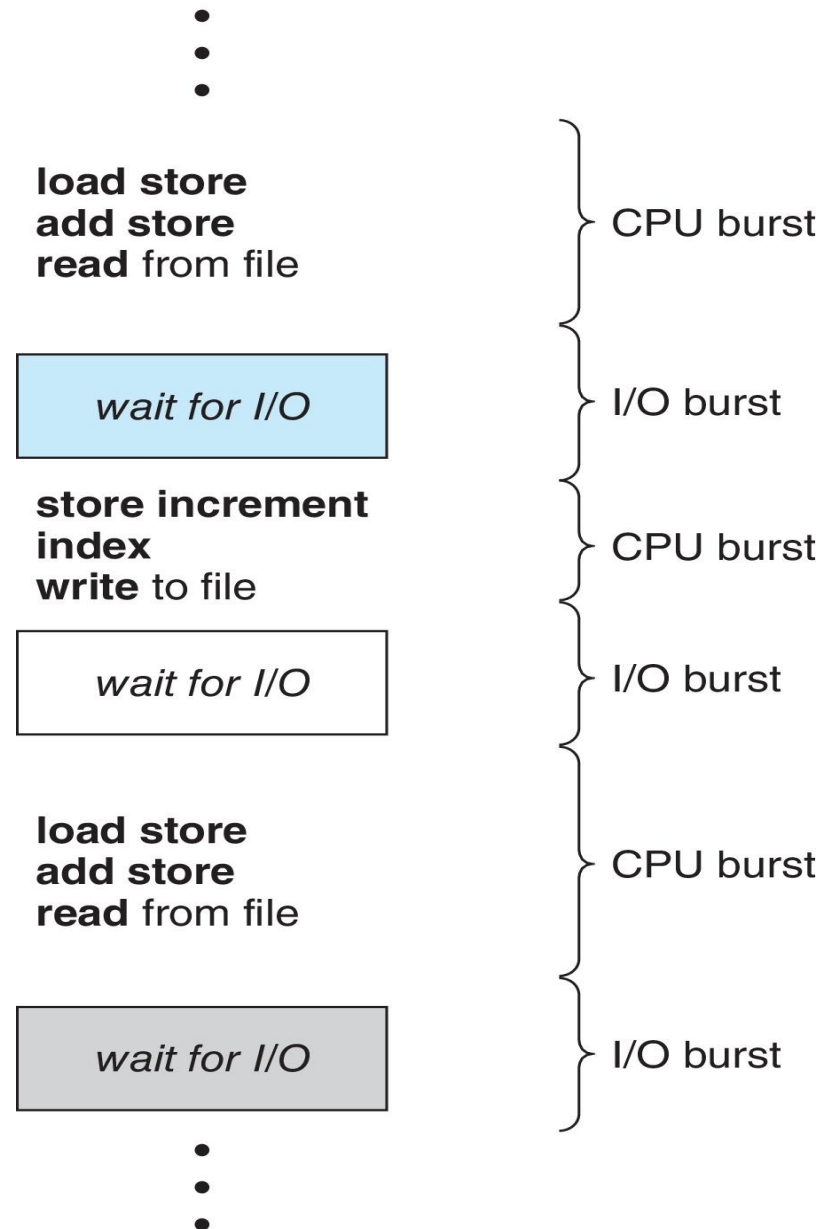 load store
add store
read from file
CPU burst
wait for I/O
I/O burst
store increment
index
write to file
CPU burst
wait for I/O
I/O burst
load store
add store
read from file
CPU burst
wait for I/O
I/O burst